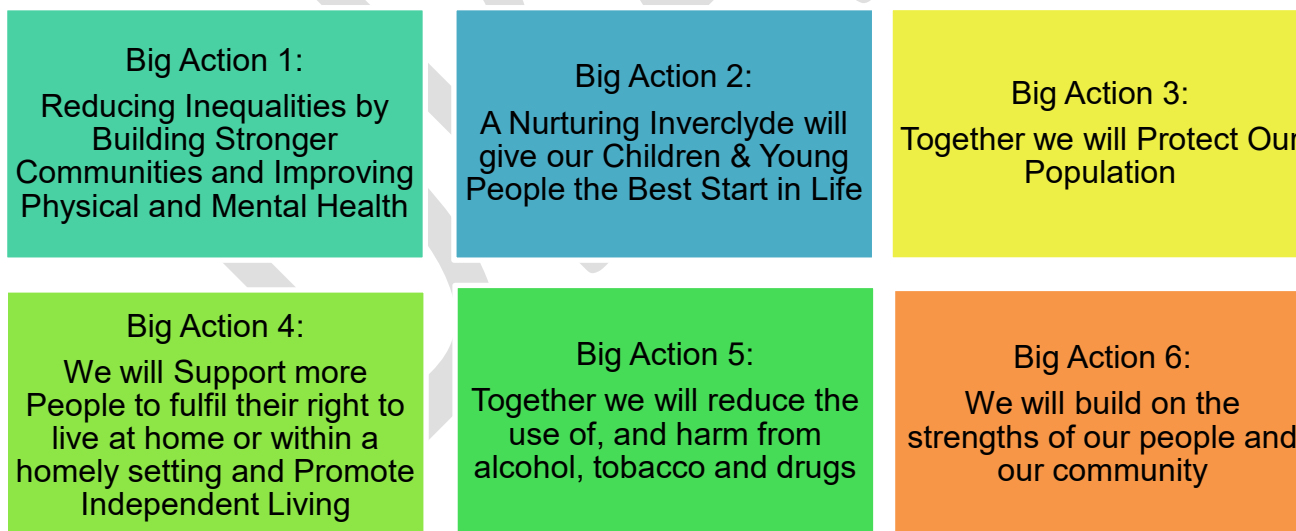 Big Action 1:
Reducing Inequalities by
Building Stronger
Communities and Improving
Physical and Mental Health
Big Action 2:
A Nurturing Inverclyde will
give our Children & Young
People the Best Start in Life
Big Action 3:
Together we will Protect Our
Population
Big Action 4:
We will Support more
People to fulfil their right to
live at home or within a
homely setting and Promote
Independent Living
Big Action 5:
Together we will reduce the
use of, and harm from
alcohol, tobacco and drugs
Big Action 6:
We will build on the
strengths of our people and
our community